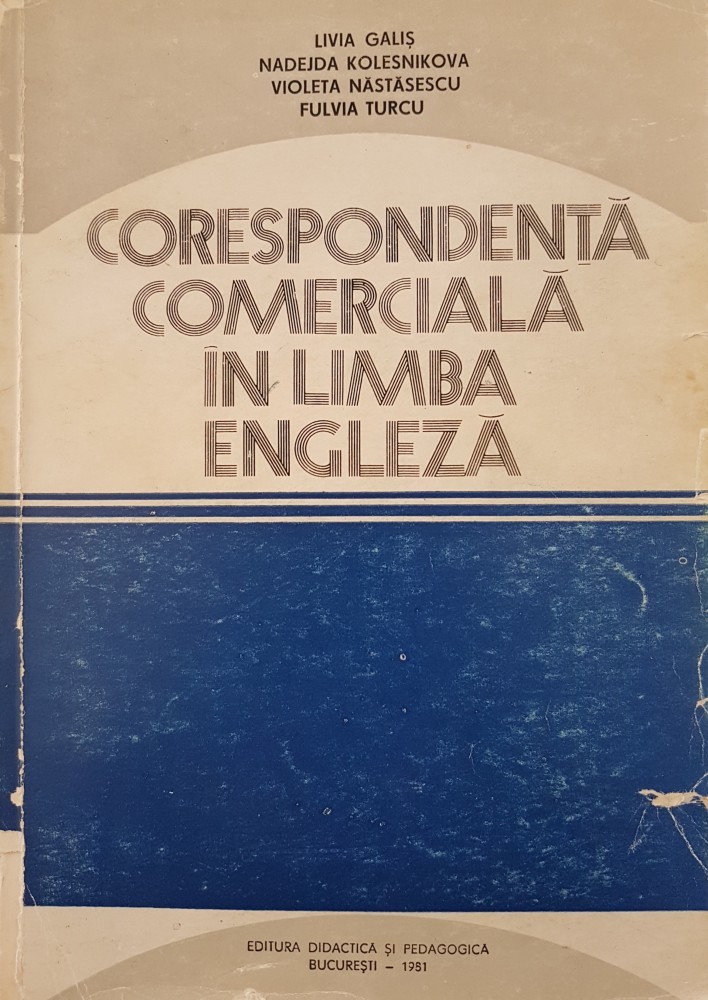 LIVIA GALIȘ
NADEJDA KOLESNIKOVA
VIOLETA NĂSTĂSESCU
FULVIA TURCU
CORESPONDENȚĂ
COMERCIALĂ
ÎN LIMBA
ENGLEZĂ
EDITURA DIDACTICĂ ȘI PEDAGOGICĂ
BUCUREȘTI – 1981